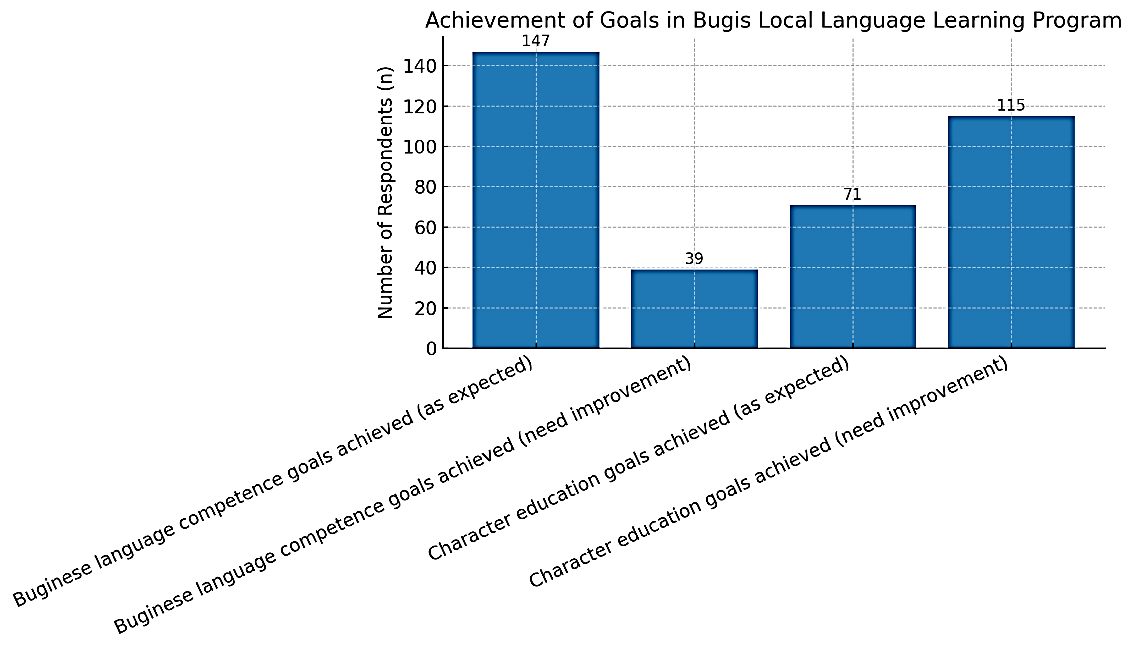 Achievement of Goals in Bugis Local Language Learning Program
Number of Respondents (n)
140
120
100
80
60
40
20
0
147
39
71
115
Buginese language competence goals achieved (as expected)
Buginese language competence goals achieved (need improvement)
Character education goals achieved (as expected)
Character education goals achieved (need improvement)